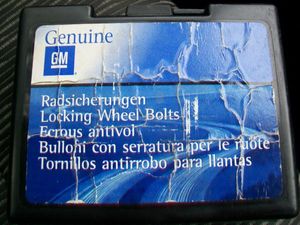 Genuine
GM
Radsicherungen
Locking Wheel Bolts
Ecrous antivol
Bulloni con serratura per le ruote
Tornillos antirrobo para llantas